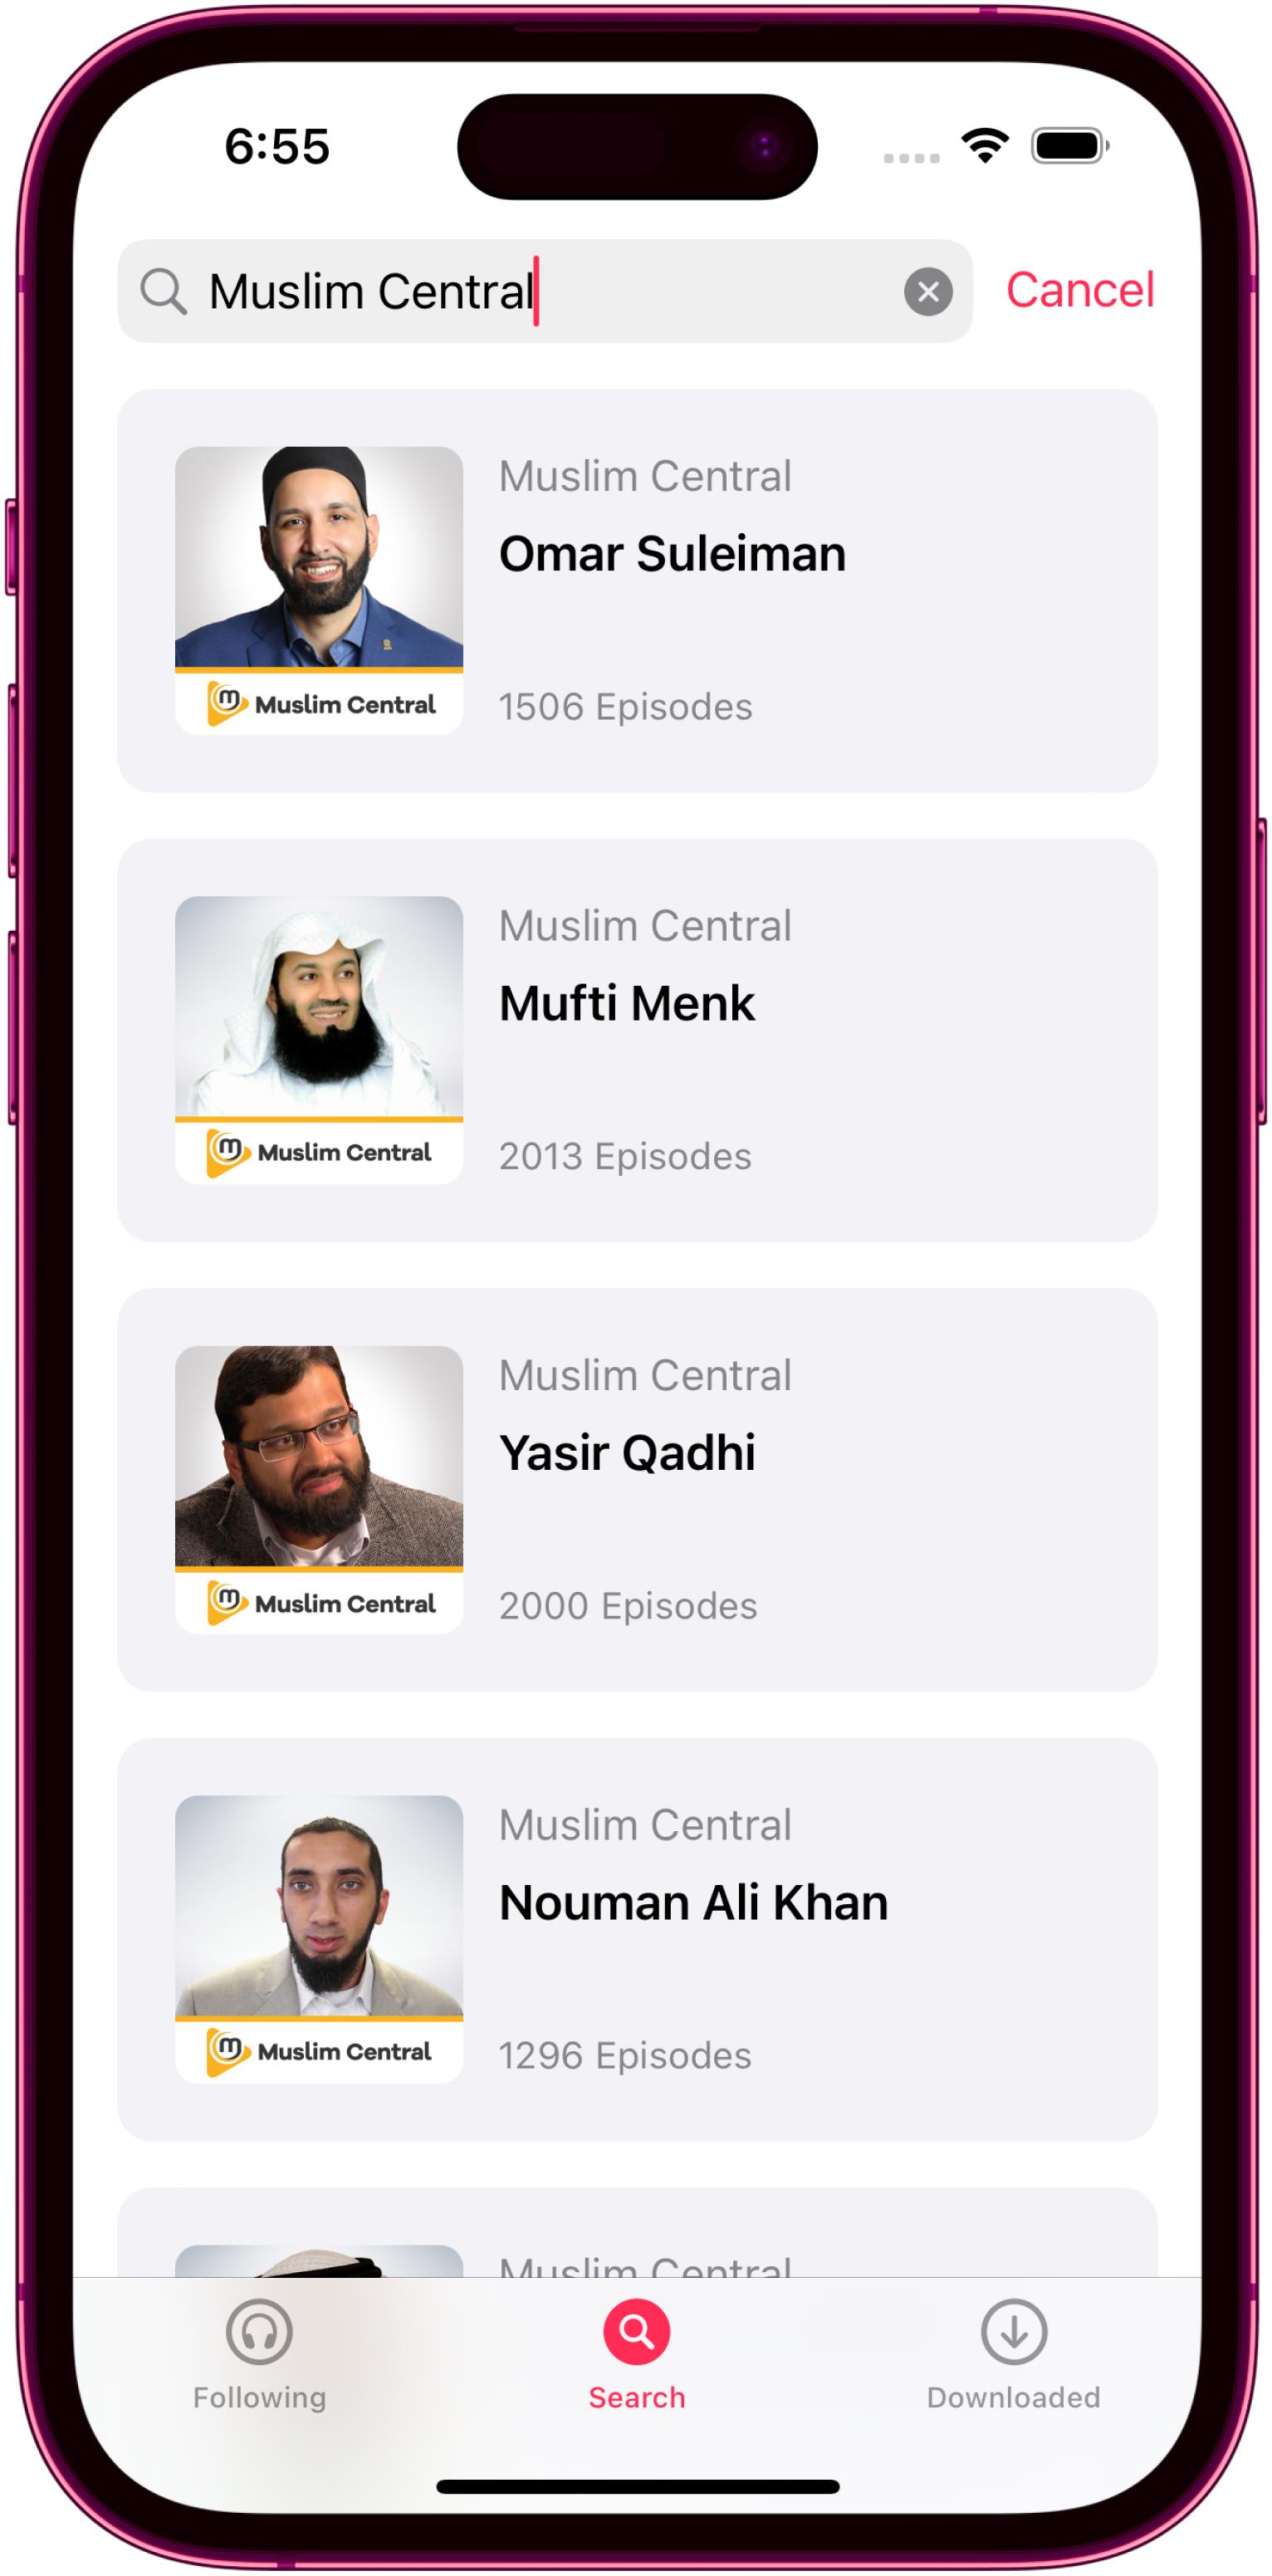 6:55
Muslim Central
Cancel
Muslim Central
Omar Suleiman
1506 Episodes
m Muslim Central
Muslim Central
Mufti Menk
2013 Episodes
m Muslim Central
Muslim Central
Yasir Qadhi
2000 Episodes
m Muslim Central
Muslim Central
Nouman Ali Khan
1296 Episodes
m Muslim Central
Muslim Central
Following
Search
Downloaded